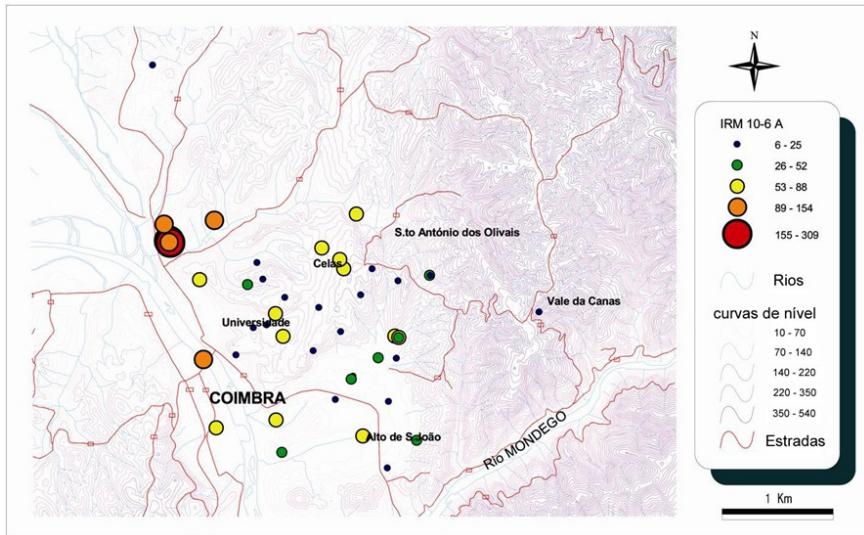 N
S.to António dos Olivais
Celas
Vale da Canas
Universidade
COIMBRA
Alto de S.João
Rio MONDEGO
IRM 10-6 A
6 - 25
26 - 52
53 - 88
89 - 154
155 - 309
Rios
curvas de nível
10 - 70
70 - 140
140 - 220
220 - 350
350 - 540
Estradas
1 Km